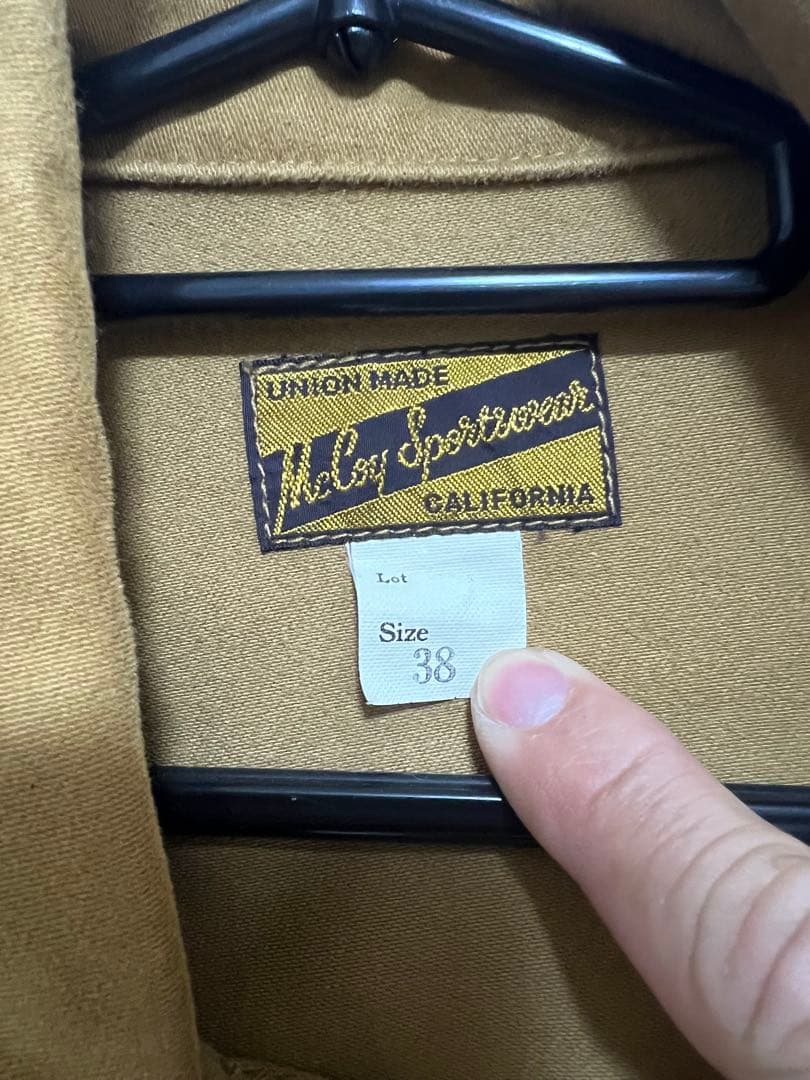 UNION MADE
McCoy Sportswear
CALIFORNIA
Lot
Size
38